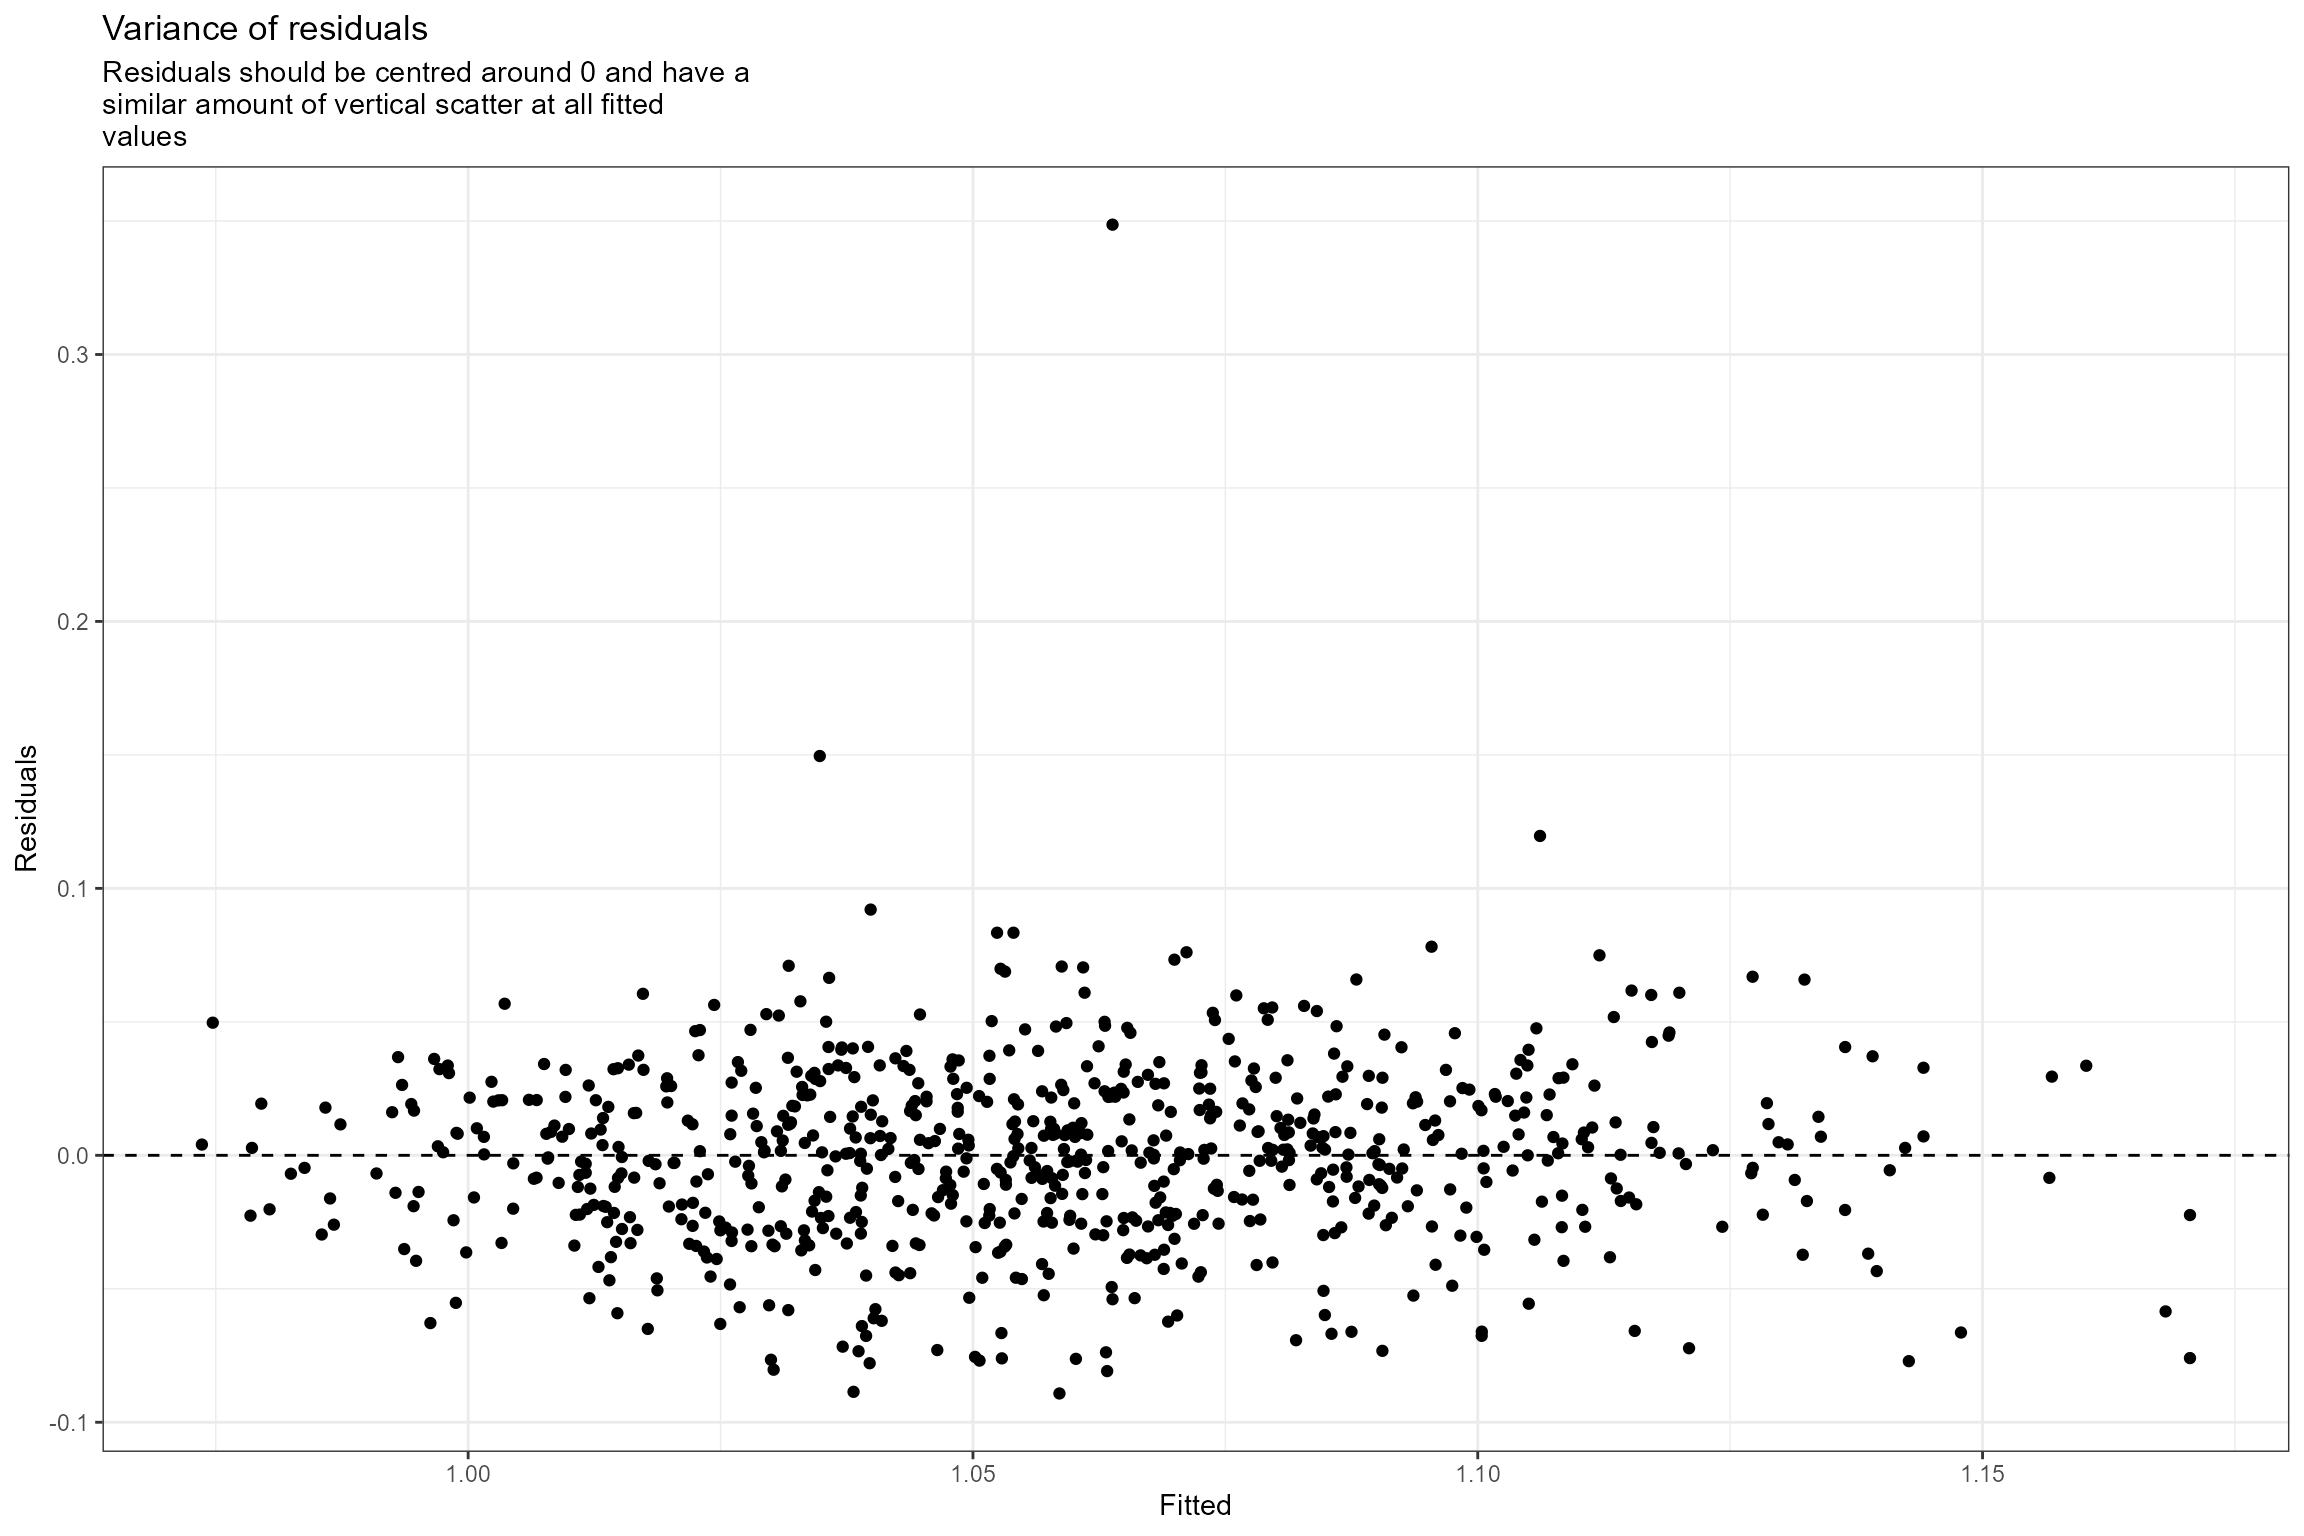 Variance of residuals
Residuals should be centred around 0 and have a
similar amount of vertical scatter at all fitted
values
Residuals
0.3
0.2
0.1
0.0
-0.1
1.00 1.05 1.10 1.15
Fitted